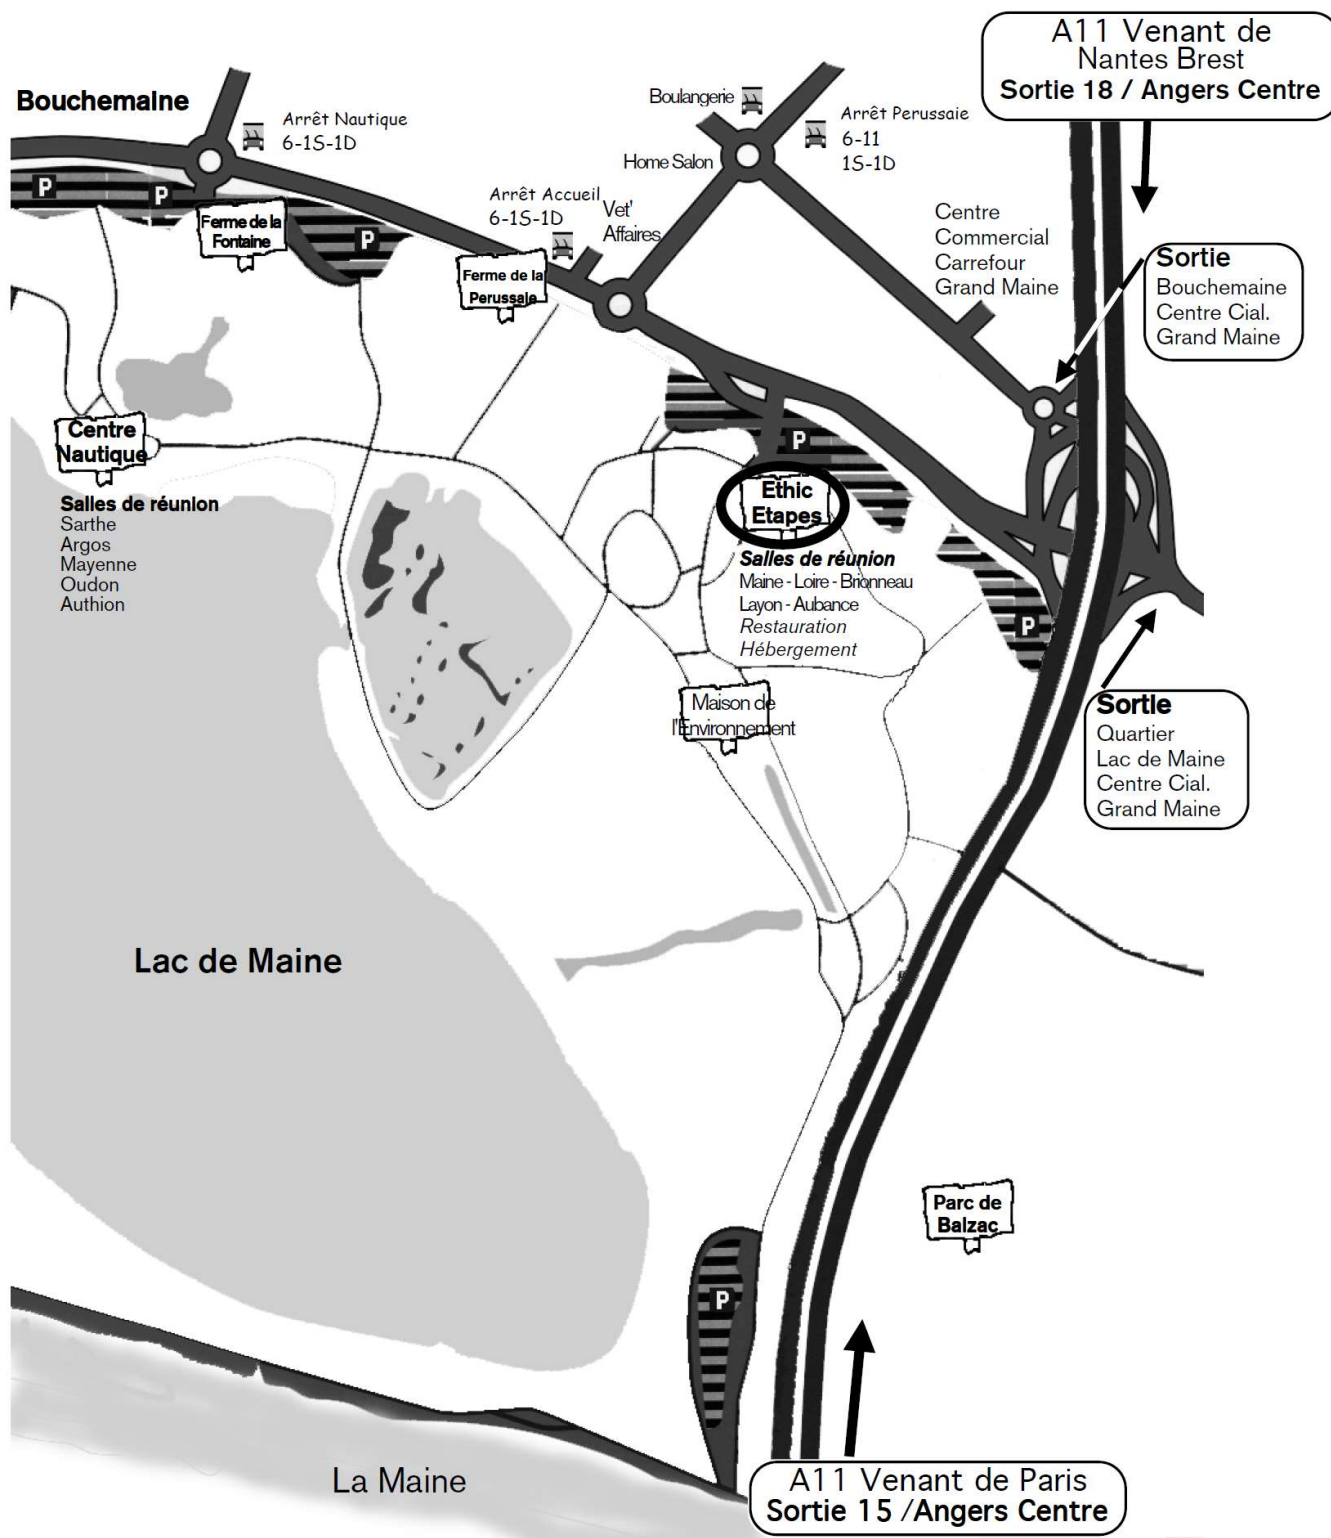 A11 Venant de
Nantes Brest
Sortie 18 / Angers Centre
Bouchemaine
Arrêt Nautique
6-1S-1D
Boulangerie
Arrêt Perussaie
6-11
1S-1D
Home Salon
P
P
P
Ferme de la
Fontaine
Arrêt Accueil
6-1S-1D
Vet'
Affaires
Ferme de la
Perussaie
Centre
Commercial
Carrefour
Grand Maine
Sortie
Bouchemaine
Centre Cial.
Grand Maine
Centre
Nautique
Salles de réunion
Sarthe
Argos
Mayenne
Oudon
Authion
P
Ethic
Etapes
Salles de réunion
Maine - Loire - Brionneau
Layon - Aubance
Restauration
Hébergement
P
Maison de
l'Environnement
Sortie
Quartier
Lac de Maine
Centre Cial.
Grand Maine
Lac de Maine
Parc de
Balzac
P
La Maine
A11 Venant de Paris
Sortie 15 /Angers Centre